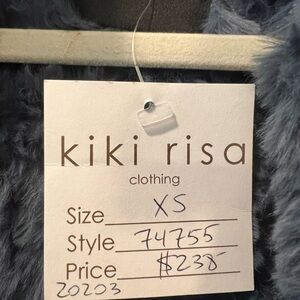 kiki risa
clothing
Size XS
Style 74755
Price $238
20203